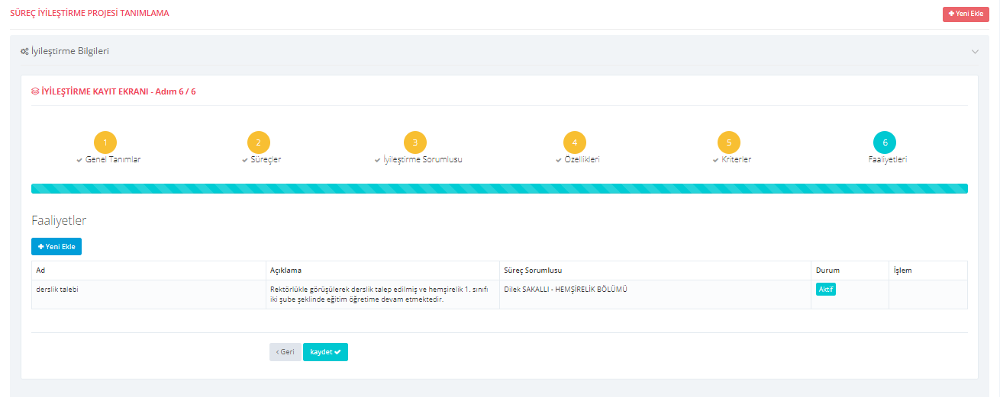 SÜREÇ İYİLEŞTİRME PROJESİ TANIMLAMA
Yeni Ekle
İyileştirme Bilgileri
İYİLEŞTİRME KAYIT EKRANI - Adım 6 / 6
1 2 3 4 5 6
Genel Tanımlar Süreçler İyileştirme Sorumlusu Özellikleri Kriterler Faaliyetleri
Faaliyetler
Yeni Ekle
Ad Açıklama Süreç Sorumlusu Durum İşlem
derslik talebi Rektörlükle görüşülerek derslik talep edilmiş ve hemşirelik 1. sınıfı Dilek SAKALLI - HEMŞİRELİK BÖLÜMÜ Aktif
iki şube şeklinde eğitim öğretime devam etmektedir.
‹ Geri kaydet